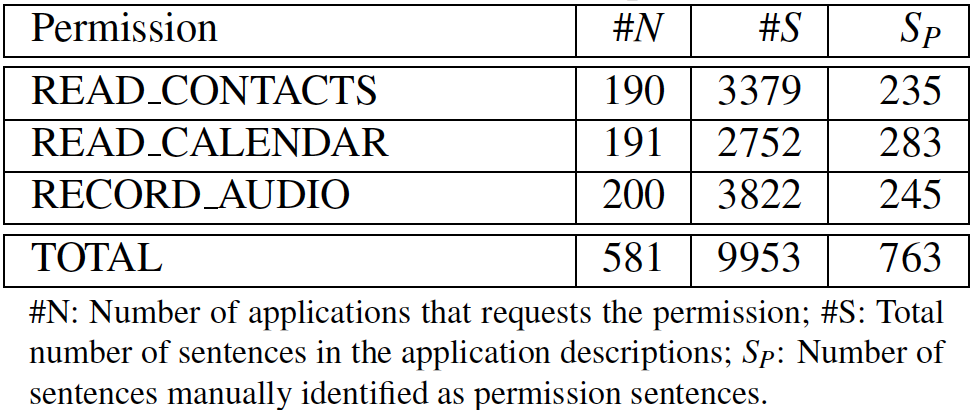 Permission #N #S S_P
READ_CONTACTS 190 3379 235
READ_CALENDAR 191 2752 283
RECORD_AUDIO 200 3822 245
TOTAL 581 9953 763
#N: Number of applications that requests the permission; #S: Total
number of sentences in the application descriptions; S_P: Number of
sentences manually identified as permission sentences.